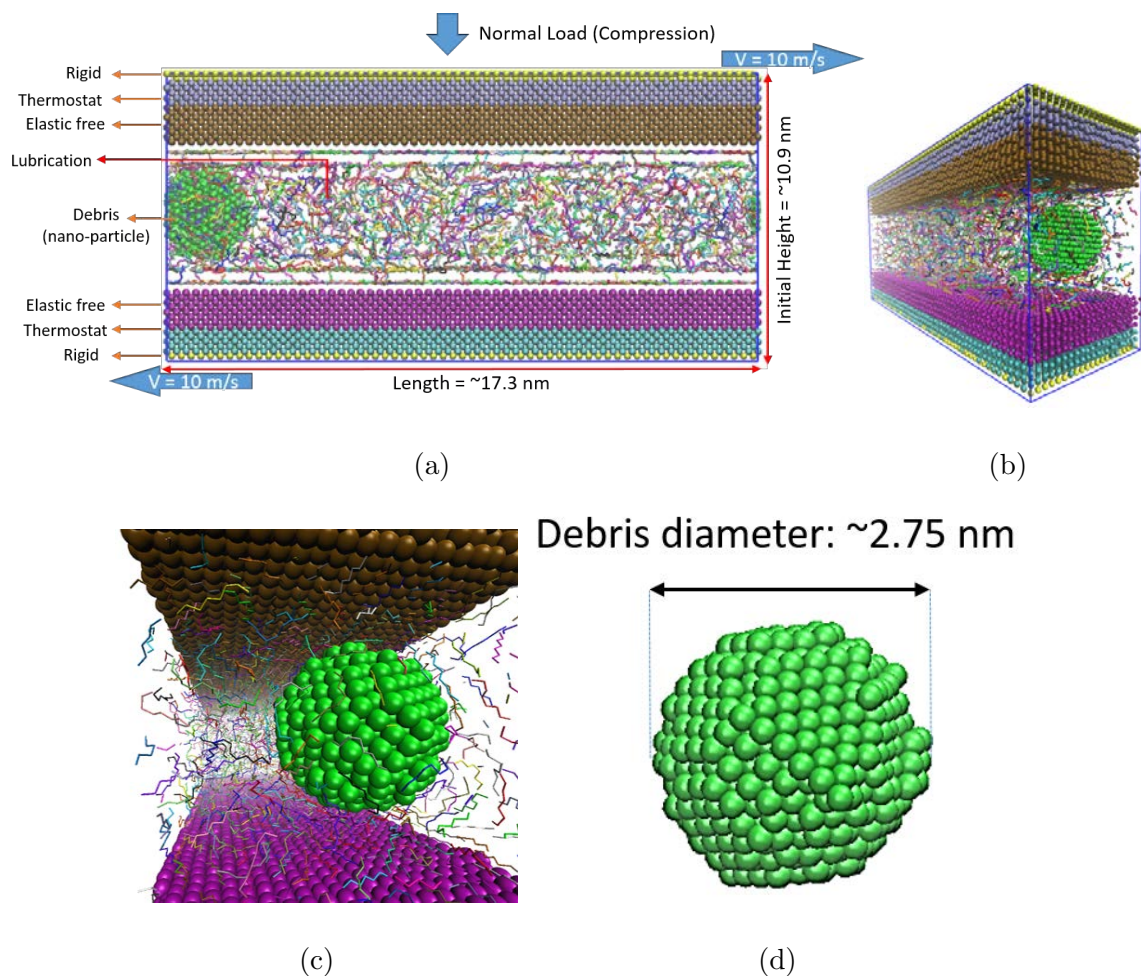 Normal Load (Compression)
V = 10 m/s
Rigid
Thermostat
Elastic free
Lubrication
Debris
(nano-particle)
Elastic free
Thermostat
Rigid
Initial Height = ~10.9 nm
V = 10 m/s
Length = ~17.3 nm
(a)
(b)
Debris diameter: ~2.75 nm
(c)
(d)